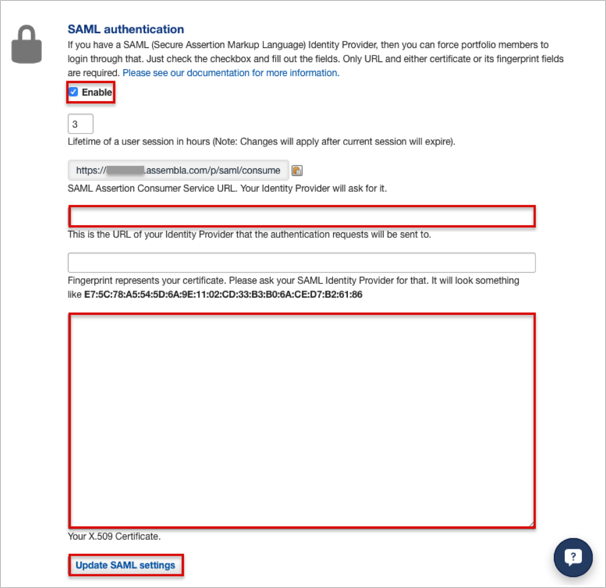 SAML authentication
If you have a SAML (Secure Assertion Markup Language) Identity Provider, then you can force portfolio members to
login through that. Just check the checkbox and fill out the fields. Only URL and either certificate or its fingerprint fields
are required. Please see our documentation for more information.
Enable
3
Lifetime of a user session in hours (Note: Changes will apply after current session will expire).
https:// .assembla.com/p/saml/consume
SAML Assertion Consumer Service URL. Your Identity Provider will ask for it.
This is the URL of your Identity Provider that the authentication requests will be sent to.
Fingerprint represents your certificate. Please ask your SAML Identity Provider for that. It will look something
like E7:5C:78:A5:54:5D:6A:9E:11:02:CD:33:B3:B0:6A:CE:D7:B2:61:86
Your X.509 Certificate.
Update SAML settings
?